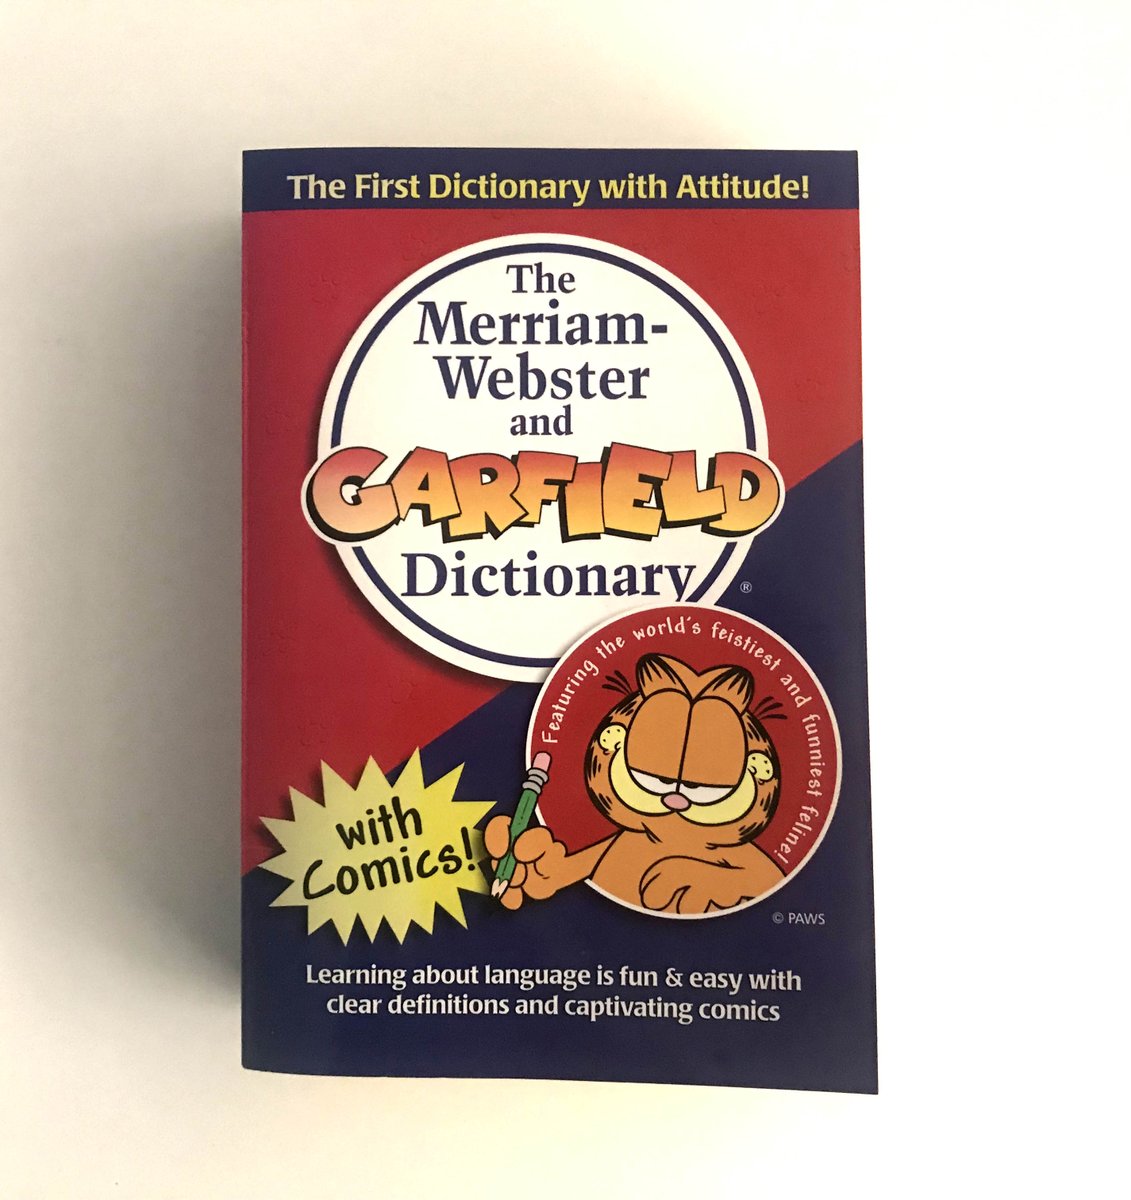 The First Dictionary with Attitude!
The
Merriam-
Webster
and
GARFIELD
Dictionary
®
Featuring the world's feistiest and funniest feline!
with
Comics!
© PAWS
Learning about language is fun & easy with
clear definitions and captivating comics